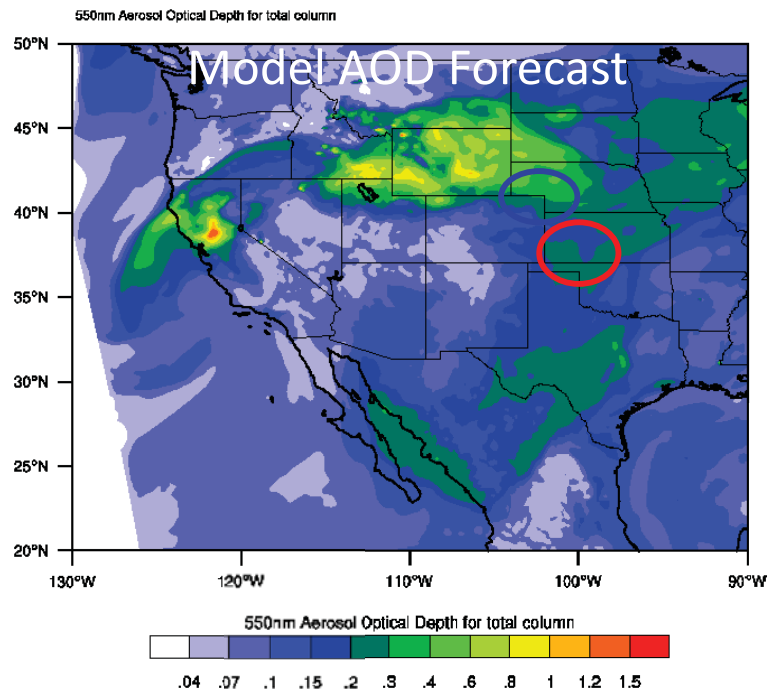 550nm Aerosol Optical Depth for total column
Model AOD Forecast
50°N
45°N
40°N
35°N
30°N
25°N
20°N
130°W 120°W 110°W 100°W 90°W
550nm Aerosol Optical Depth for total column
.04 .07 .1 .15 .2 .3 .4 .6 .8 1 1.2 1.5